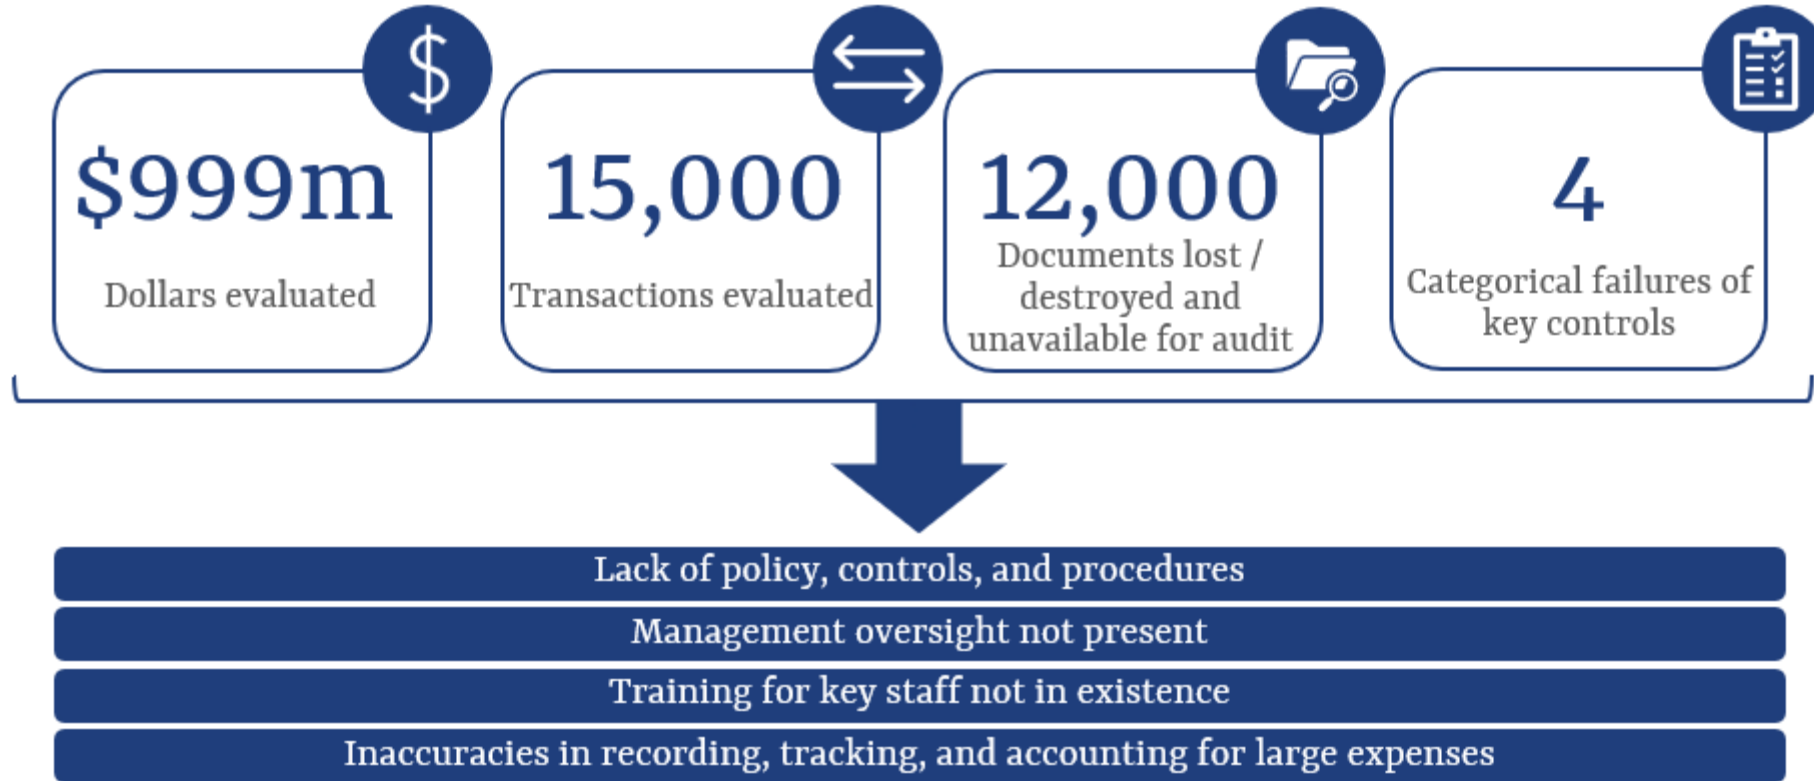 $
$999m
Dollars evaluated
15,000
Transactions evaluated
12,000
Documents lost /
destroyed and
unavailable for audit
4
Categorical failures of
key controls
Lack of policy, controls, and procedures
Management oversight not present
Training for key staff not in existence
Inaccuracies in recording, tracking, and accounting for large expenses